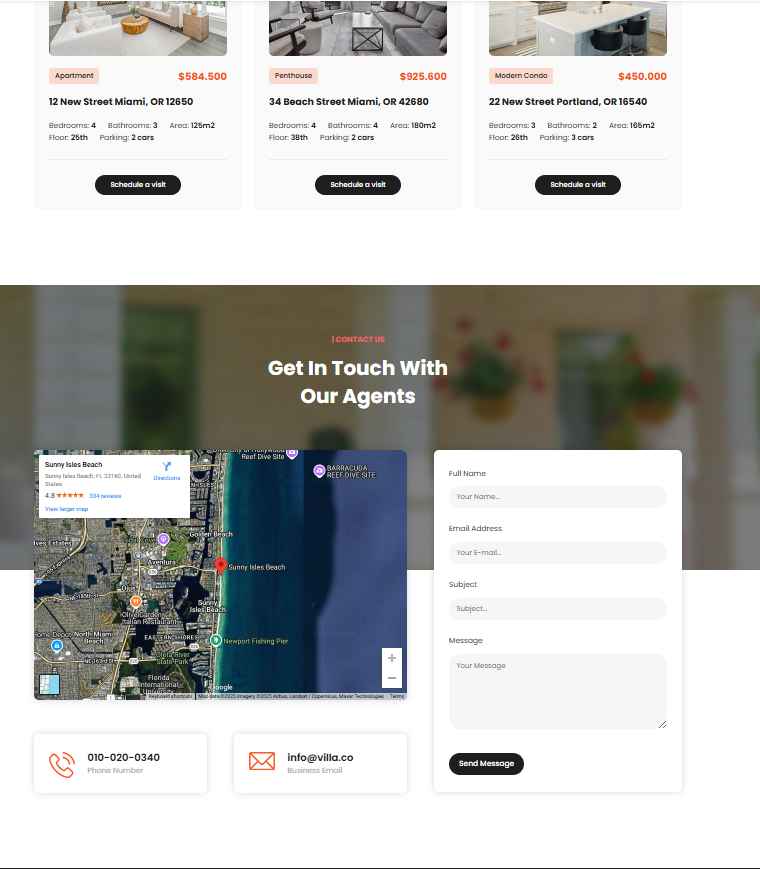 Apartment
$584.500
12 New Street Miami, OR 12650
Bedrooms: 4 Bathrooms: 3 Area: 125m2
Floor: 25th Parking: 2 cars
Schedule a visit
Penthouse
$925.600
34 Beach Street Miami, OR 42680
Bedrooms: 4 Bathrooms: 4 Area: 180m2
Floor: 38th Parking: 2 cars
Schedule a visit
Modern Condo
$450.000
22 New Street Portland, OR 16540
Bedrooms: 3 Bathrooms: 2 Area: 165m2
Floor: 26th Parking: 3 cars
Schedule a visit
| CONTACT US
Get In Touch With
Our Agents
Sunny Isles Beach
Sunny Isles Beach, FL 33160, United
States
4.8 ★★★★★ 334 reviews
View larger map
Directions
Reef Dive Site
BARRACUDA
REEF DIVE SITE
Golden Beach
Aventura
Sunny Isles Beach
Sunny
Isles Beach
Olive Garden
Italian Restaurant
EASTERN SHORES
Home Depot
North Miami
Beach
Newport Fishing Pier
Oleta River
State Park
NE 163rd St
Florida
International
University
Google
Keyboard shortcuts
Map data ©2025 Imagery ©2025 Airbus, Landsat / Copernicus, Maxar Technologies
Terms
010-020-0340
Phone Number
info@villa.co
Business Email
Full Name
Your Name...
Email Address
Your E-mail...
Subject
Subject...
Message
Your Message
Send Message